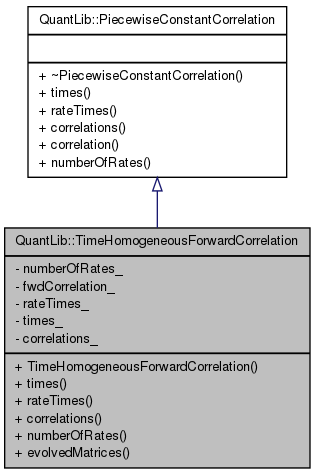 QuantLib::PiecewiseConstantCorrelation
+ ~PiecewiseConstantCorrelation()
+ times()
+ rateTimes()
+ correlations()
+ correlation()
+ numberOfRates()
QuantLib::TimeHomogeneousForwardCorrelation
- numberOfRates_
- fwdCorrelation_
- rateTimes_
- times_
- correlations_
+ TimeHomogeneousForwardCorrelation()
+ times()
+ rateTimes()
+ correlations()
+ numberOfRates()
+ evolvedMatrices()